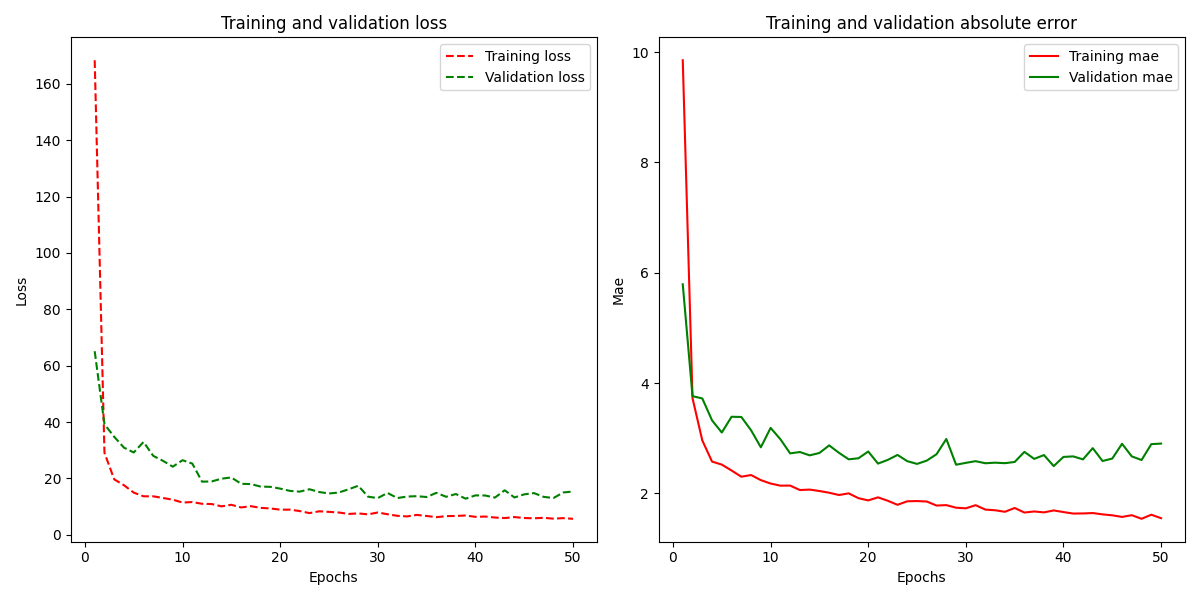 Training and validation loss
Training loss
Validation loss
160
140
120
100
80
60
40
20
0
Loss
0
10
20
30
40
50
Epochs
Training and validation absolute error
Training mae
Validation mae
10
8
6
4
2
Mae
0
10
20
30
40
50
Epochs